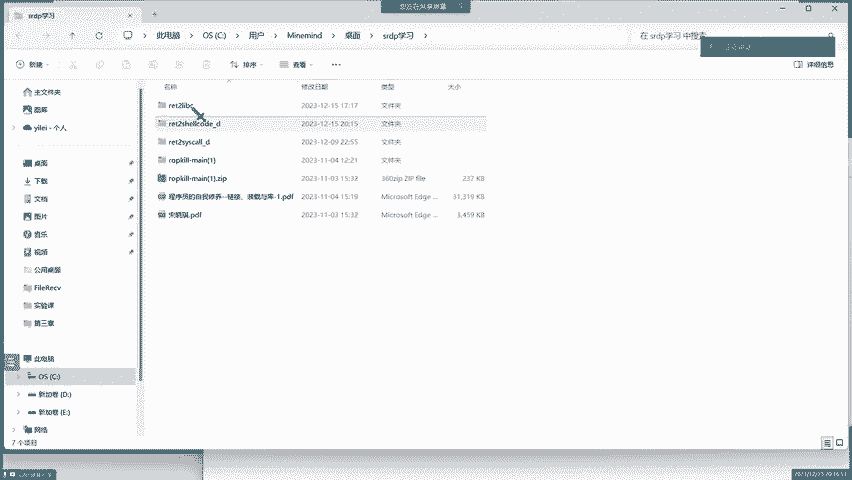 您正在共享屏幕
srdp学习
此电脑 > OS (C:) > 用户 > Minemind > 桌面 > srdp学习 >
在 srdp学习 中搜索
新建
排序
查看
详细信息
名称 修改日期 类型 大小
主文件夹
图库
yilei - 个人
桌面
下载
文档
图片
音乐
视频
公用桌面
FileRecv
实验课
第三章
此电脑
OS (C:)
新加卷 (D:)
新加卷 (E:)
网络
ret2libc 2023-12-15 17:17 文件夹
ret2shellcode_d 2023-12-15 20:15 文件夹
ret2syscall_d 2023-12-09 22:55 文件夹
ropkill-main(1) 2023-11-04 12:21 文件夹
ropkill-main(1).zip 2023-11-03 15:32 360zip ZIP file 237 KB
程序员的自我修养--链接、装载与库-1.pdf 2023-11-04 15:19 Microsoft Edge ... 31,319 KB
2023-11-03 15:32 Microsoft Edge ... 3,459 KB
7 个项目